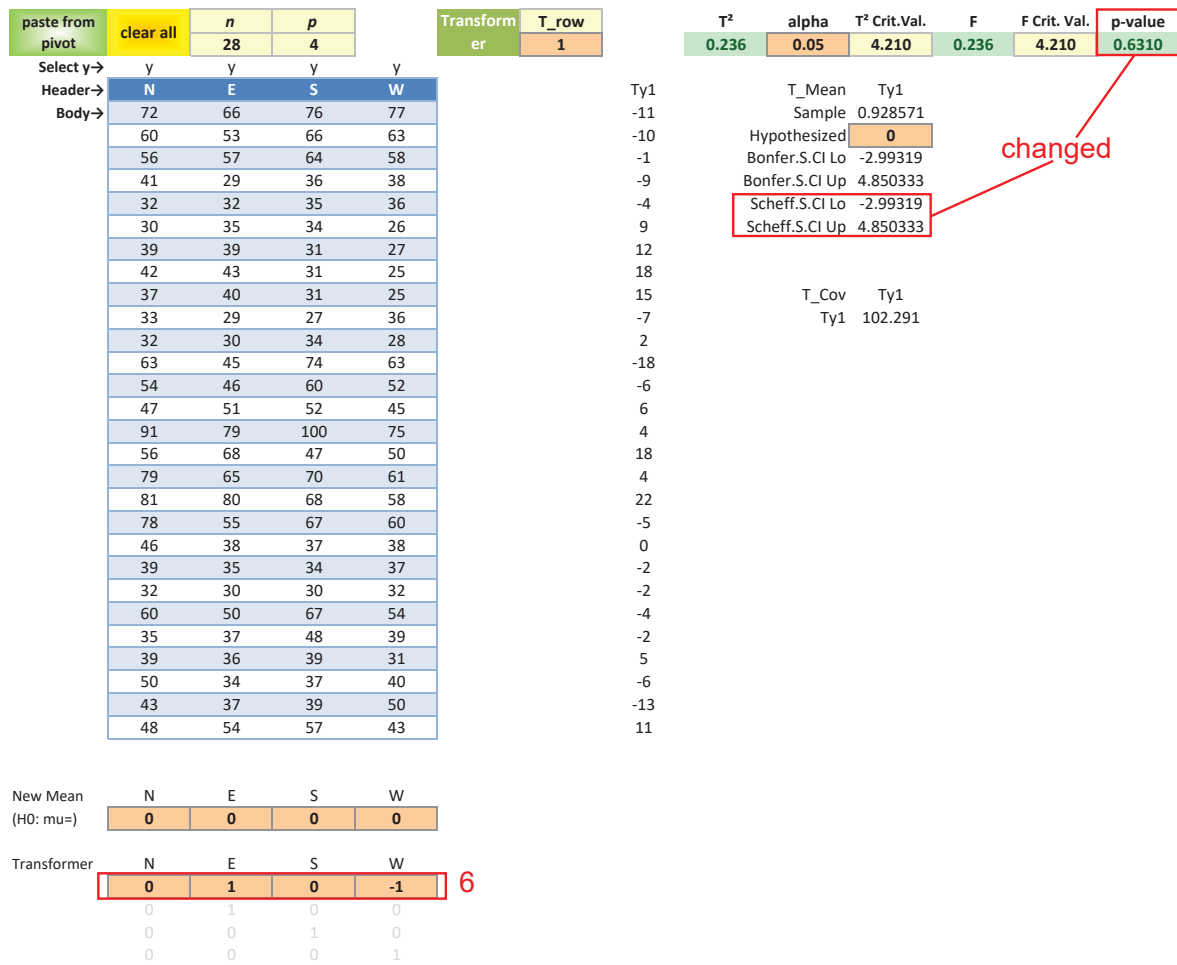 paste from pivot clear all n p Transformer T_row T² alpha T² Crit.Val. F F Crit. Val. p-value
28 4 1 0.236 0.05 4.210 0.236 4.210 0.6310
Select y→ y y y y
Header→ N E S W Ty1 T_Mean Ty1
Body→ 72 66 76 77 -11 Sample 0.928571
60 53 66 63 -10 Hypothesized 0
changed
56 57 64 58 -1 Bonfer.S.CI Lo -2.99319
41 29 36 38 -9 Bonfer.S.CI Up 4.850333
32 32 35 36 -4 Scheff.S.CI Lo -2.99319
30 35 34 26 9 Scheff.S.CI Up 4.850333
39 39 31 27 12
42 43 31 25 18
37 40 31 25 15 T_Cov Ty1
33 29 27 36 -7 Ty1 102.291
32 30 34 28 2
63 45 74 63 -18
54 46 60 52 -6
47 51 52 45 6
91 79 100 75 4
56 68 47 50 18
79 65 70 61 4
81 80 68 58 22
78 55 67 60 -5
46 38 37 38 0
39 35 34 37 -2
32 30 30 32 -2
60 50 67 54 -4
35 37 48 39 -2
39 36 39 31 5
50 34 37 40 -6
43 37 39 50 -13
48 54 57 43 11
New Mean N E S W
(H0: mu=) 0 0 0 0
Transformer N E S W
0 1 0 -1 6
0 1 0 0
0 0 1 0
0 0 0 1